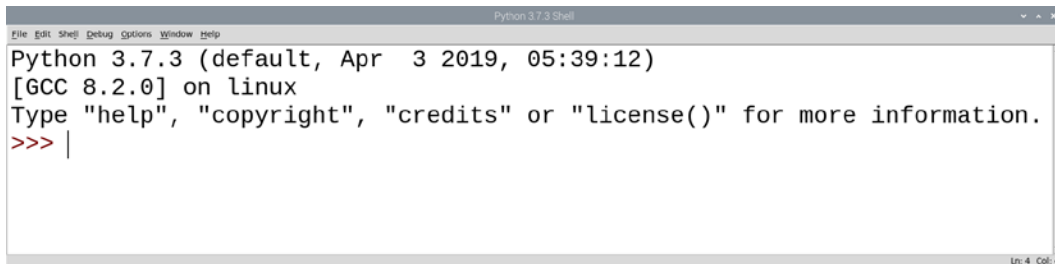 Python 3.7.3 Shell
File Edit Shell Debug Options Window Help
Python 3.7.3 (default, Apr  3 2019, 05:39:12)
[GCC 8.2.0] on linux
Type "help", "copyright", "credits" or "license()" for more information.
>>>
Ln: 4 Col: